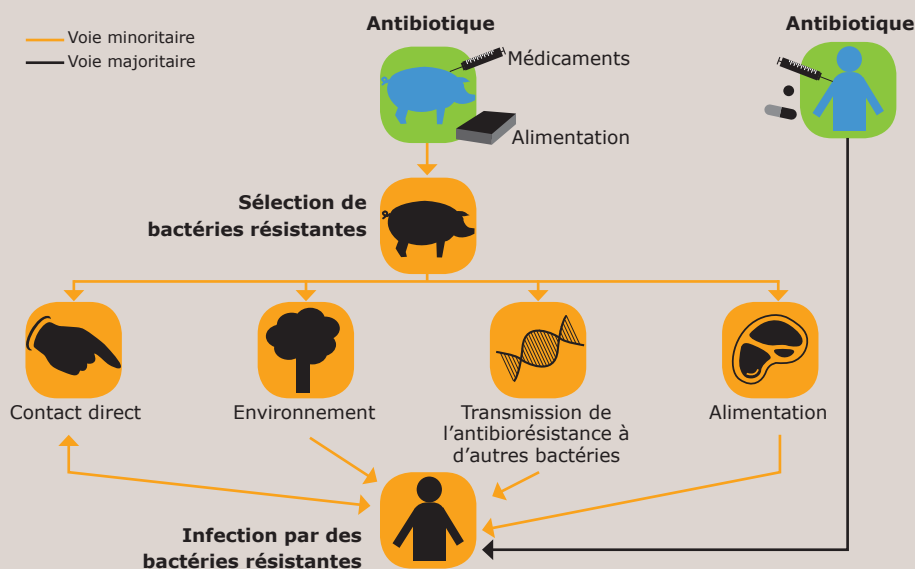 Voie minoritaire
Voie majoritaire
Antibiotique
Antibiotique
Médicaments
Alimentation
Sélection de
bactéries résistantes
Contact direct
Environnement
Transmission de
l'antibiorésistance à
d'autres bactéries
Alimentation
Infection par des
bactéries résistantes